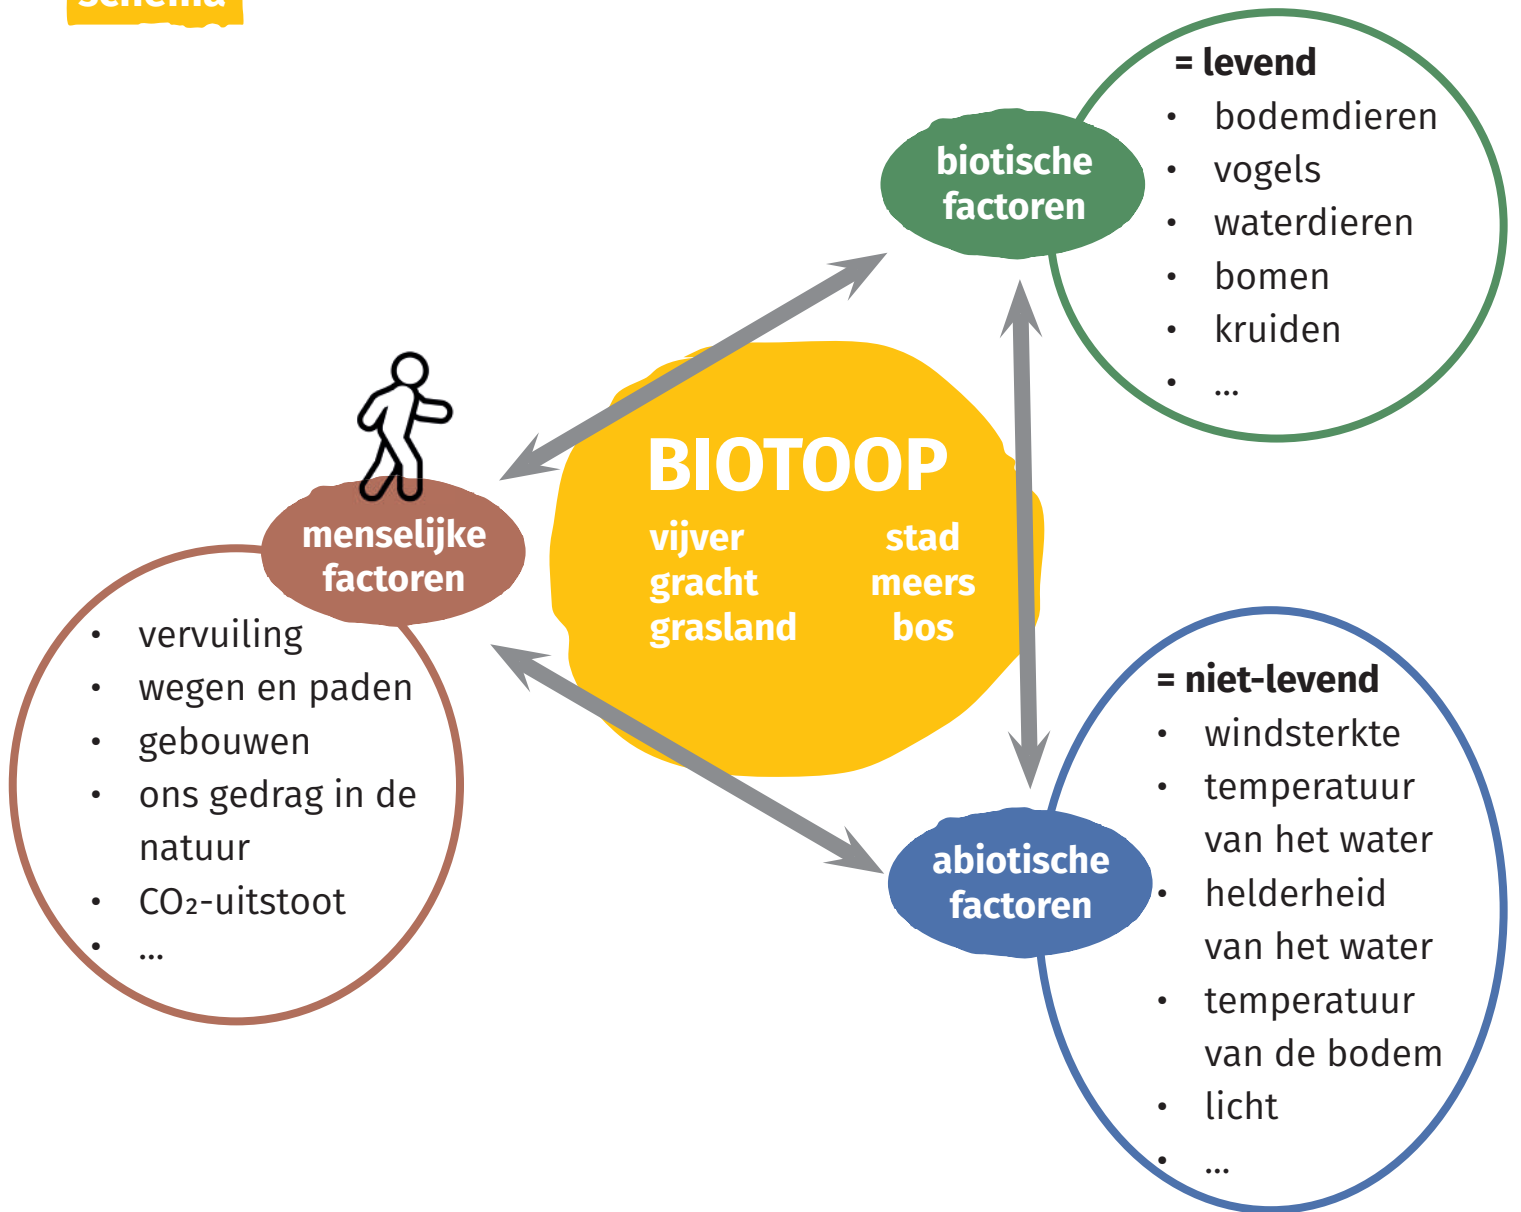 schema
= levend
• bodemdieren
• vogels
• waterdieren
• bomen
• kruiden
• ...
biotische
factoren
BIOTOOP
vijver stad
gracht meers
grasland bos
menselijke
factoren
• vervuiling
• wegen en paden
• gebouwen
• ons gedrag in de
natuur
• CO₂-uitstoot
• ...
abiotische
factoren
= niet-levend
• windsterkte
• temperatuur
van het water
• helderheid
van het water
• temperatuur
van de bodem
• licht
• ...